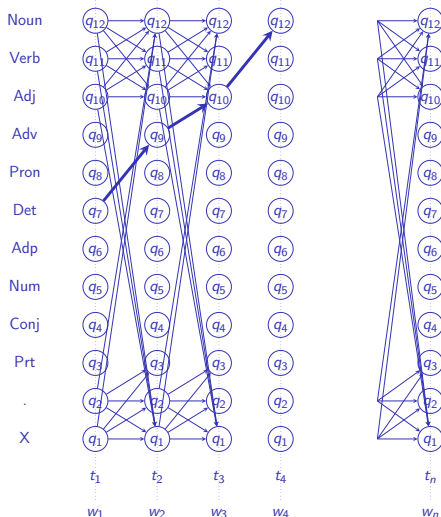 Noun q12 q12 q12 q12 q12
Verb q11 q11 q11 q11 q11
Adj q10 q10 q10 q10 q10
Adv q9 q9 q9 q9 q9
Pron q8 q8 q8 q8 q8
Det q7 q7 q7 q7 q7
Adp q6 q6 q6 q6 q6
Num q5 q5 q5 q5 q5
Conj q4 q4 q4 q4 q4
Prt q3 q3 q3 q3 q3
. q2 q2 q2 q2 q2
X q1 q1 q1 q1 q1
t1 t2 t3 t4 tn
w1 w2 w3 w4 wn